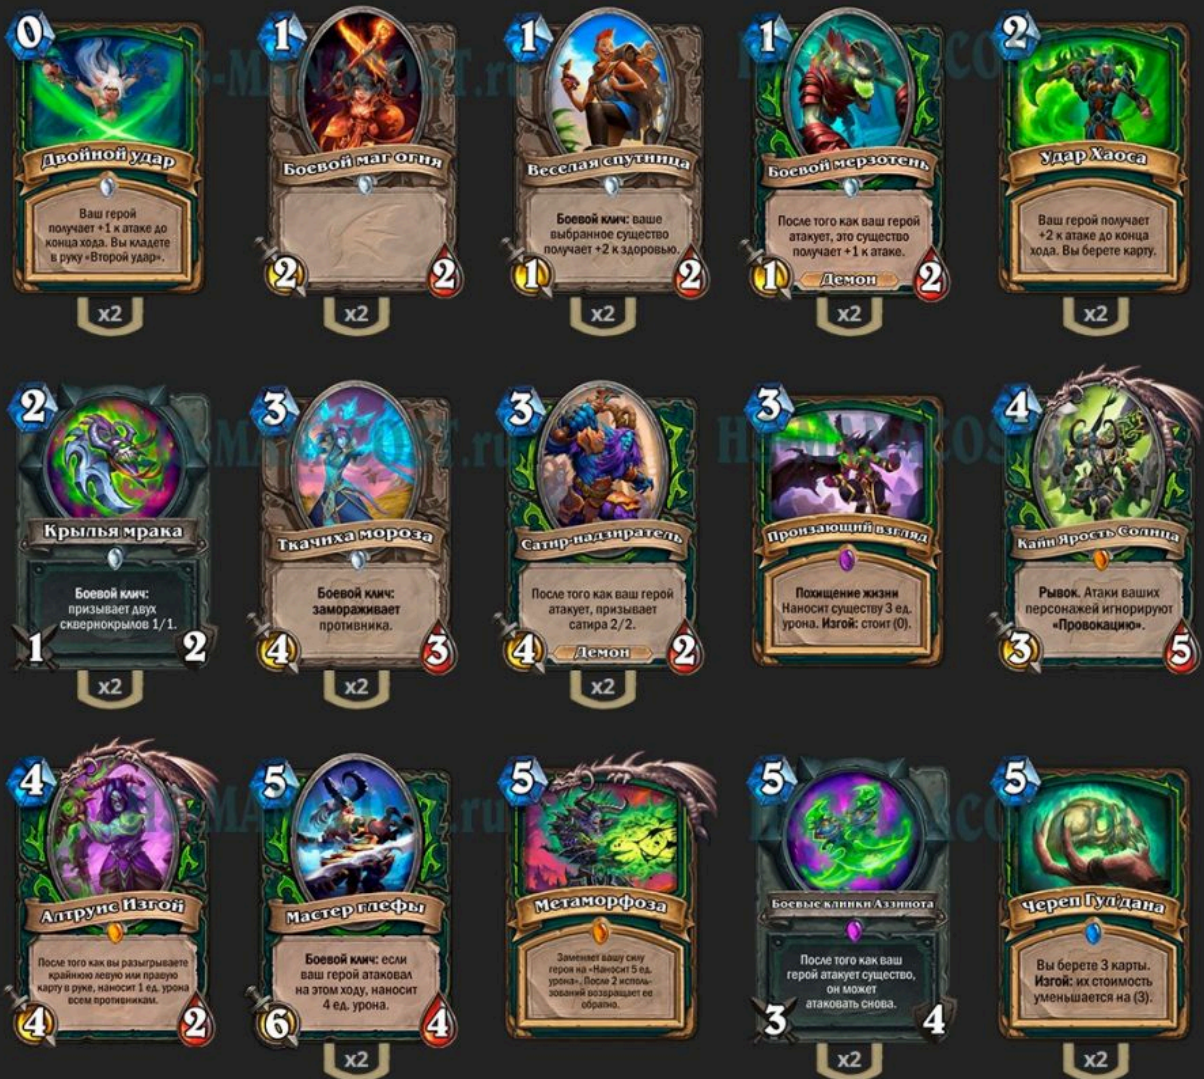 0
Двойной удар
Ваш герой
получает +1 к атаке до
конца хода. Вы кладете
в руку «Второй удар».
x2
1
Боевой маг огня
2
2
x2
1
Веселая спутница
Боевой клич: ваше
выбранное существо
получает +2 к здоровью.
1
2
x2
1
Боевой мерзотень
После того как ваш герой
атакует, это существо
получает +1 к атаке.
1
Демон
2
x2
2
Удар Хаоса
Ваш герой получает
+2 к атаке до конца
хода. Вы берете карту.
x2
2
Крылья мрака
Боевой клич:
призывает двух
сквернокрылов 1/1.
1
2
x2
3
Ткачиха мороза
Боевой клич:
замораживает
противника.
4
3
x2
3
Сатир-надзиратель
После того как ваш герой
атакует, призывает
сатира 2/2.
4
Демон
2
x2
3
Пронзающий взгляд
Похищение жизни
Наносит существу 3 ед.
урона. Изгой: стоит (0).
4
Кайн Ярость Солнца
Рывок. Атаки ваших
персонажей игнорируют
«Провокацию».
3
5
4
Алтруис Изгой
После того как вы разыгрываете
крайнюю левую или правую
карту в руке, наносит 1 ед. урона
всем противникам.
4
2
5
Мастер глефы
Боевой клич: если
ваш герой атаковал
на этом ходу, наносит
4 ед. урона.
6
4
x2
5
Метаморфоза
Заменяет вашу силу
героя на «Наносит 5 ед.
урона». После 2 исполь-
зований возвращает ее
обратно.
5
Боевые клинки Аззинота
После того как ваш
герой атакует существо,
он может
атаковать снова.
3
4
x2
5
Череп Гул'дана
Вы берете 3 карты.
Изгой: их стоимость
уменьшается на (3).
x2
HS-MANACOST.ru